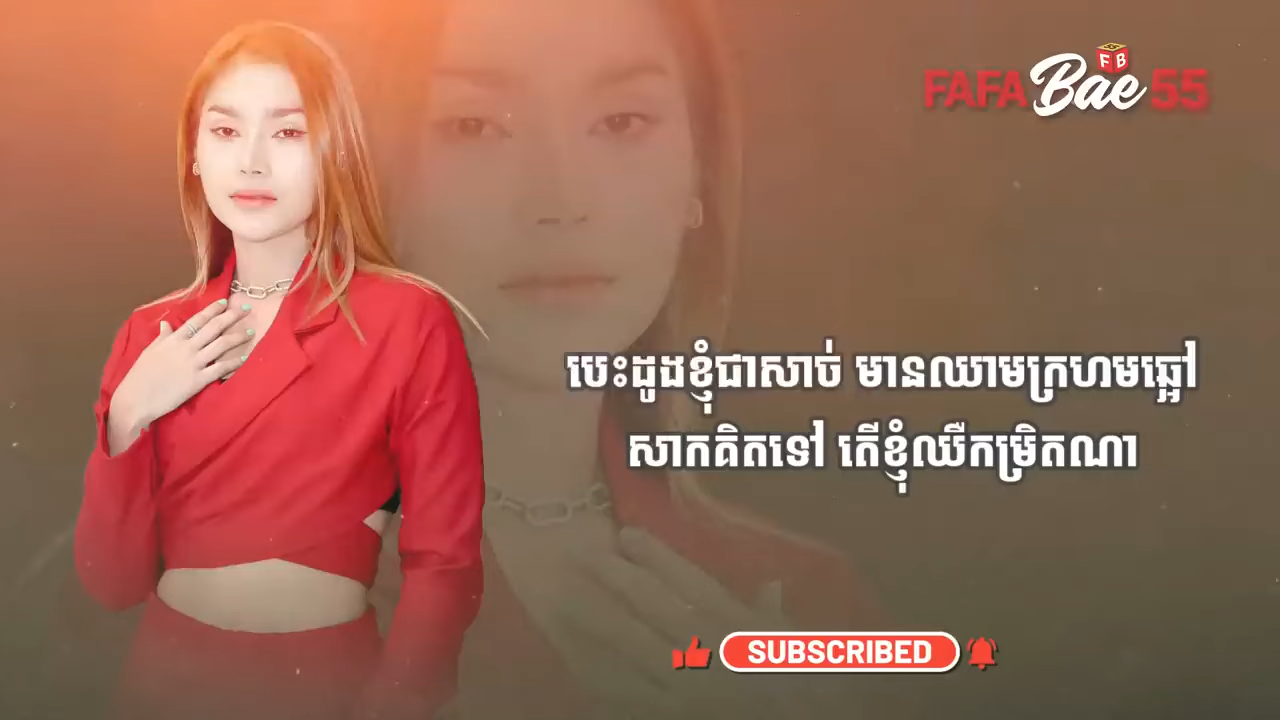 FAFA Bae 55
FB
បេះដូងខ្ញុំជាសាច់ មានឈាមក្រហមឆ្អៅ
សាកគិតទៅ តើខ្ញុំឈឺកម្រិតណា
SUBSCRIBED